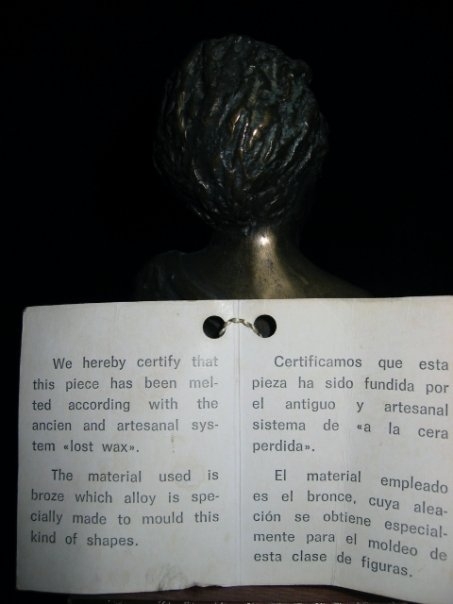 We hereby certify that
this piece has been mel-
ted according with the
ancien and artesanal sys-
tem «lost wax».
The material used is
broze which alloy is spe-
cially made to mould this
kind of shapes.
Certificamos que esta
pieza ha sido fundida por
el antiguo y artesanal
sistema de «a la cera
perdida».
El material empleado
es el bronce, cuya alea-
ción se obtiene especial-
mente para el moldeo de
esta clase de figuras.